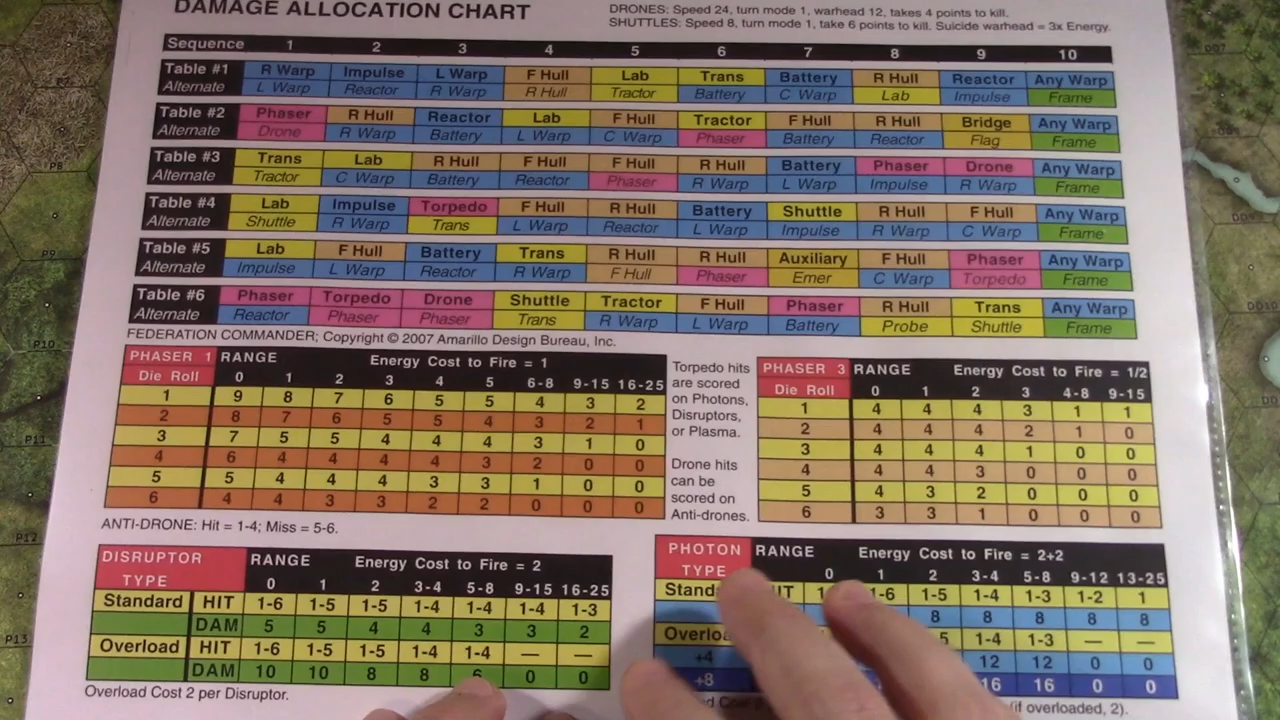 DAMAGE ALLOCATION CHART
DRONES: Speed 24, turn mode 1, warhead 12, takes 4 points to kill.
SHUTTLES: Speed 8, turn mode 1, take 6 points to kill. Suicide warhead = 3x Energy.
Sequence 1 2 3 4 5 6 7 8 9 10
Table #1 R Warp Impulse L Warp F Hull Lab Trans Battery R Hull Reactor Any Warp
Alternate L Warp Reactor R Warp R Hull Tractor Battery C Warp Lab Impulse Frame
Table #2 Phaser R Hull Reactor Lab F Hull Tractor F Hull R Hull Bridge Any Warp
Alternate Drone R Warp Battery L Warp C Warp Phaser Battery Reactor Flag Frame
Table #3 Trans Lab R Hull F Hull F Hull R Hull Battery Phaser Drone Any Warp
Alternate Tractor C Warp Battery Reactor Phaser R Warp L Warp Impulse R Warp Frame
Table #4 Lab Impulse Torpedo F Hull R Hull Battery Shuttle R Hull F Hull Any Warp
Alternate Shuttle R Warp Trans L Warp Reactor L Warp Impulse R Warp C Warp Frame
Table #5 Lab F Hull Battery Trans R Hull R Hull Auxiliary F Hull Phaser Any Warp
Alternate Impulse L Warp Reactor R Warp F Hull Phaser Emer C Warp Torpedo Frame
Table #6 Phaser Torpedo Drone Shuttle Tractor F Hull Phaser R Hull Trans Any Warp
Alternate Reactor Phaser Phaser Trans R Warp L Warp Battery Probe Shuttle Frame
FEDERATION COMMANDER; Copyright © 2007 Amarillo Design Bureau, Inc.
PHASER 1 RANGE Energy Cost to Fire = 1
Die Roll 0 1 2 3 4 5 6-8 9-15 16-25
1 9 8 7 6 5 5 4 3 2
2 8 7 6 5 5 4 3 2 1
3 7 5 5 4 4 4 3 1 0
4 6 4 4 4 4 3 2 0 0
5 5 4 4 4 3 3 1 0 0
6 4 4 3 3 2 2 0 0 0
Torpedo hits
are scored
on Photons,
Disruptors,
or Plasma.
Drone hits
can be
scored on
Anti-drones.
PHASER 3 RANGE Energy Cost to Fire = 1/2
Die Roll 0 1 2 3 4-8 9-15
1 4 4 4 3 1 1
2 4 4 4 2 1 0
3 4 4 4 1 0 0
4 4 4 3 0 0 0
5 4 3 2 0 0 0
6 3 3 1 0 0 0
ANTI-DRONE: Hit = 1-4; Miss = 5-6.
DISRUPTOR RANGE Energy Cost to Fire = 2
TYPE 0 1 2 3-4 5-8 9-15 16-25
Standard HIT 1-6 1-5 1-5 1-4 1-4 1-4 1-3
DAM 5 5 4 4 3 3 2
Overload HIT 1-6 1-5 1-5 1-4 1-4 — —
DAM 10 10 8 8 6 0 0
Overload Cost 2 per Disruptor.
PHOTON RANGE Energy Cost to Fire = 2+2
TYPE 0 1 2 3-4 5-8 9-12 13-25
1-6 1-5 1-4 1-3 1-2 1
8 8 8 8 8
1-4 1-3 — —
+4 12 12 0 0
+8 16 16 0 0
(if overloaded, 2).
P8
P9
P10
P11
P12
P13